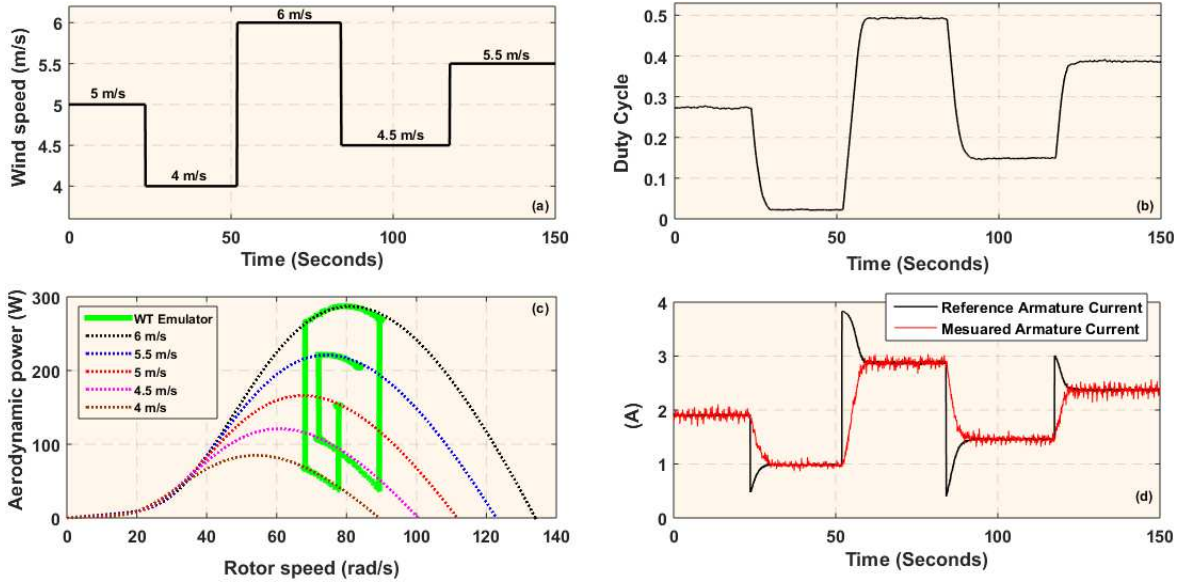 6 m/s
5.5 m/s
5 m/s
4.5 m/s
4 m/s
(a)
Wind speed (m/s)
6
5.5
5
4.5
4
0 50 100 150
Time (Seconds)
Duty Cycle
0.5
0.4
0.3
0.2
0.1
0
(b)
0 50 100 150
Time (Seconds)
Aerodynamic power (W)
300
200
100
0
WT Emulator
6 m/s
5.5 m/s
5 m/s
4.5 m/s
4 m/s
(c)
0 20 40 60 80 100 120 140
Rotor speed (rad/s)
(A)
4
3
2
1
0
Reference Armature Current
Mesuared Armature Current
(d)
0 50 100 150
Time (Seconds)